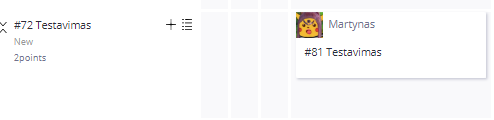 #72 Testavimas
New
2points
Martynas
#81 Testavimas